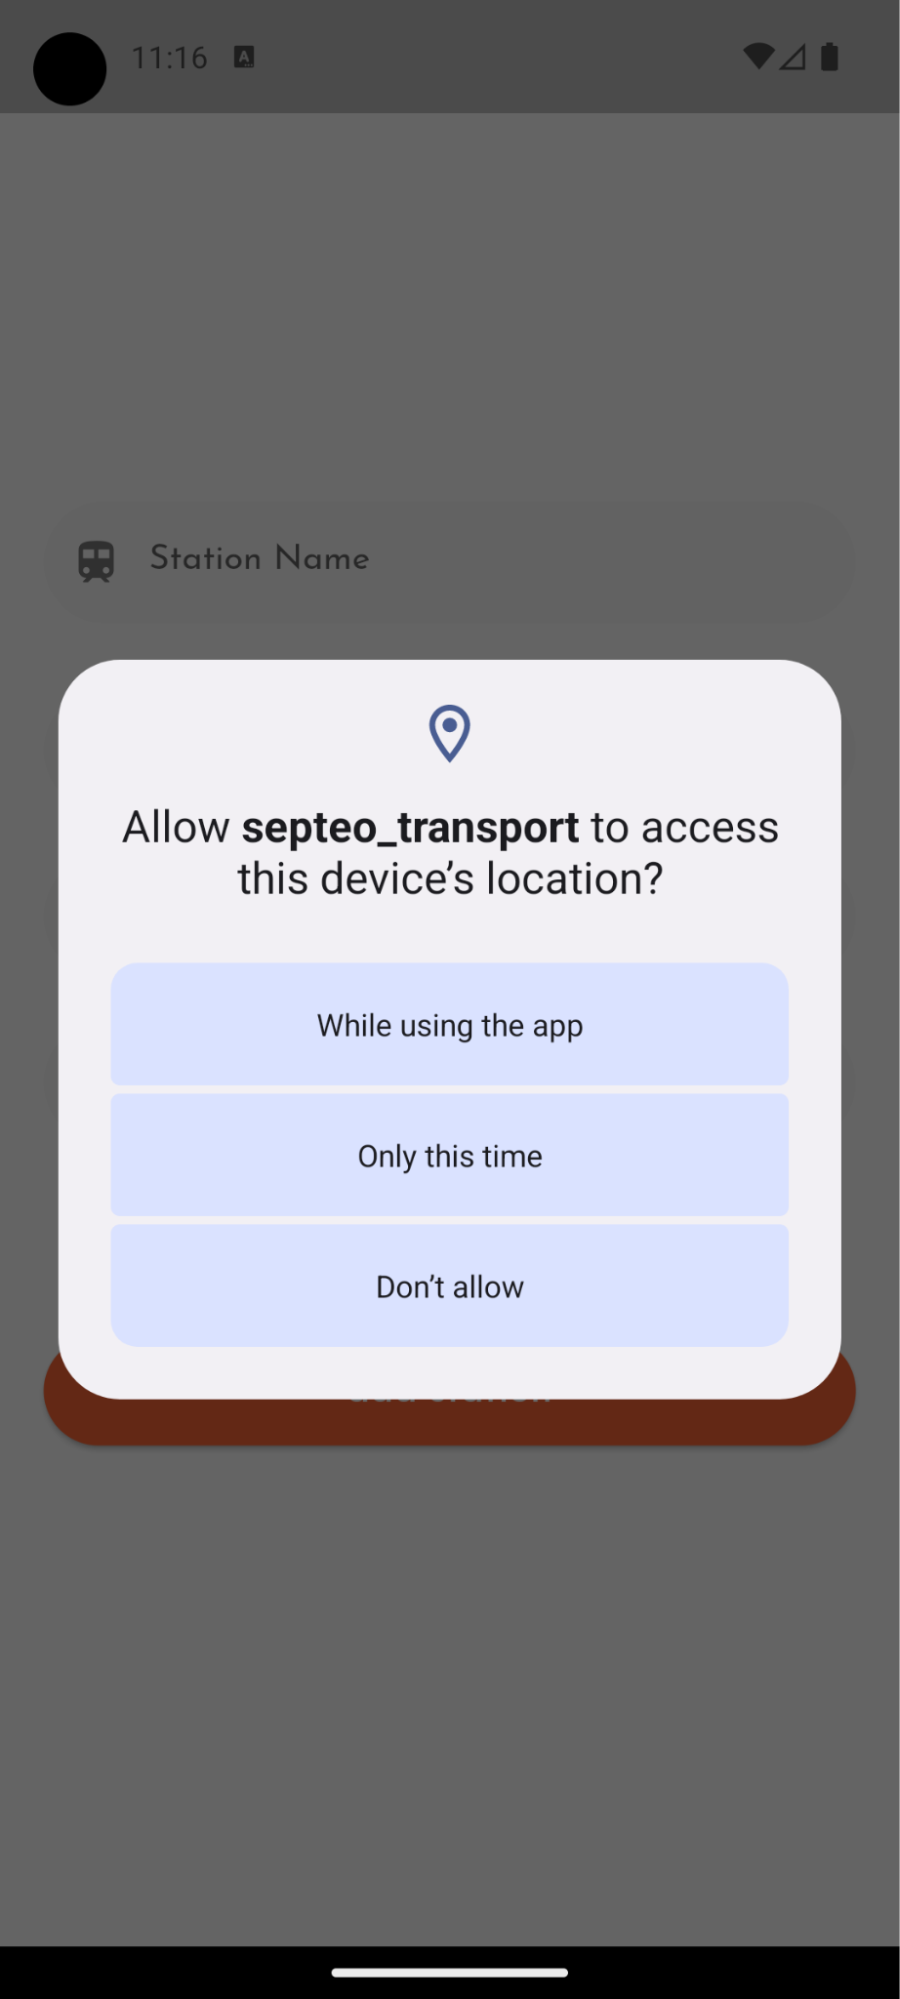 11:16
Station Name
Allow septeo_transport to access
this device’s location?
While using the app
Only this time
Don’t allow